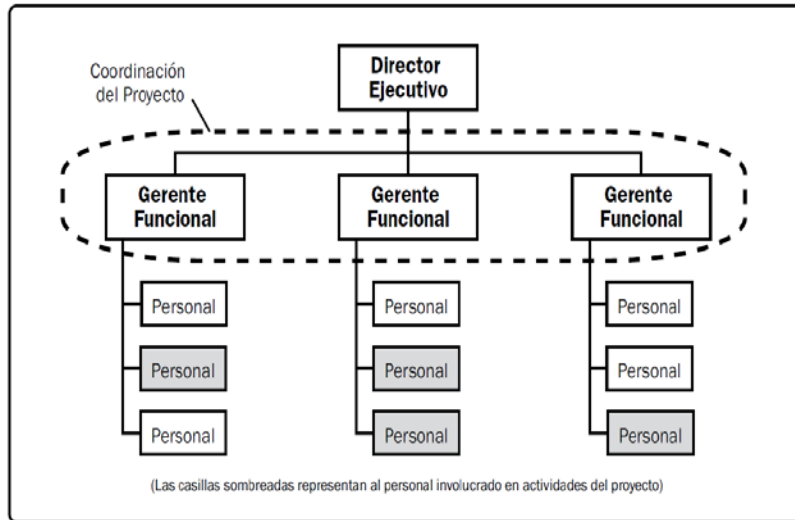 Coordinación
del Proyecto
Director
Ejecutivo
Gerente
Funcional
Gerente
Funcional
Gerente
Funcional
Personal
Personal
Personal
Personal
Personal
Personal
Personal
Personal
Personal
(Las casillas sombreadas representan al personal involucrado en actividades del proyecto)